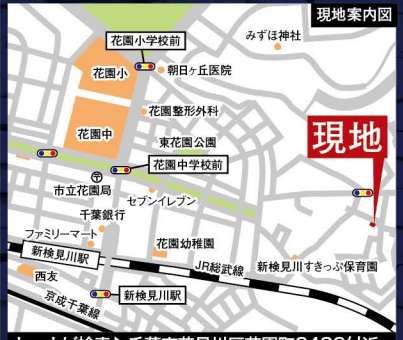 現地案内図
花園小学校前
みずほ神社
花園小
朝日ヶ丘医院
花園整形外科
花園中
東花園公園
現地
花園中学校前
市立花園局
セブンイレブン
千葉銀行
ファミリーマート
花園幼稚園
新検見川駅
JR総武線
新検見川すきっぷ保育園
西友
新検見川駅
京成千葉線